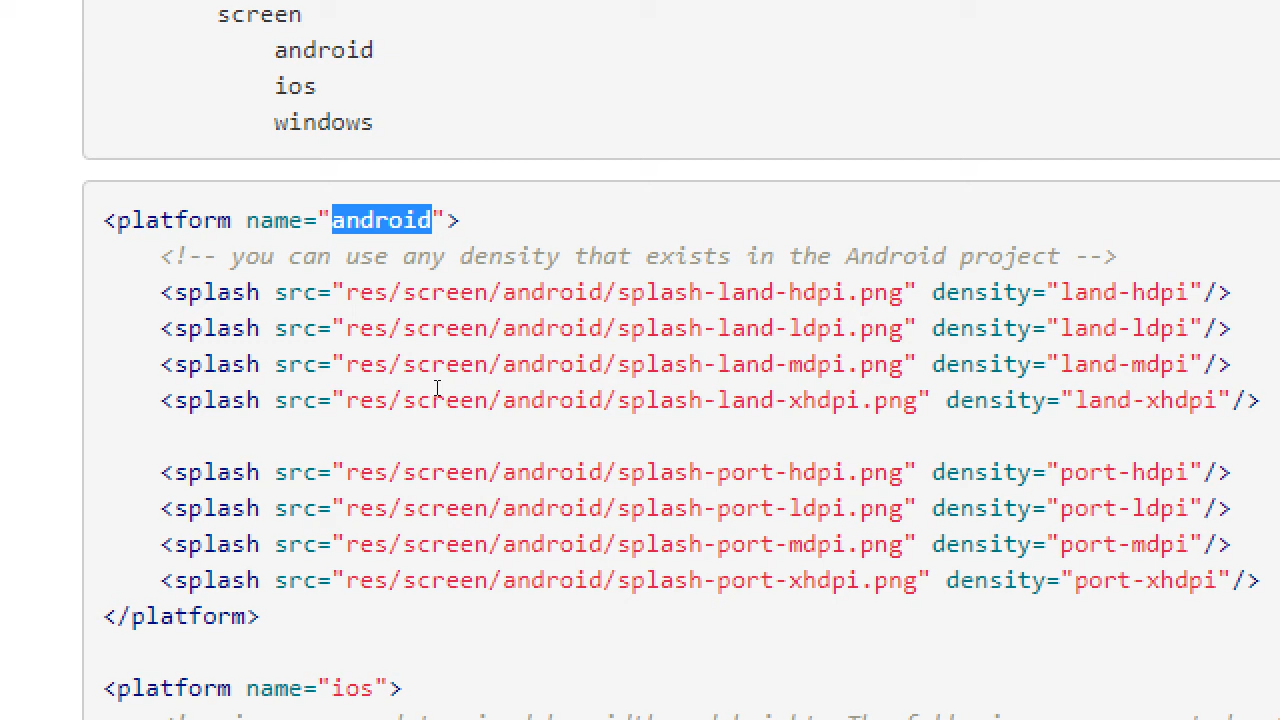 screen
android
ios
windows
<platform name="android">
<!-- you can use any density that exists in the Android project -->
<splash src="res/screen/android/splash-land-hdpi.png" density="land-hdpi"/>
<splash src="res/screen/android/splash-land-ldpi.png" density="land-ldpi"/>
<splash src="res/screen/android/splash-land-mdpi.png" density="land-mdpi"/>
<splash src="res/screen/android/splash-land-xhdpi.png" density="land-xhdpi"/>
<splash src="res/screen/android/splash-port-hdpi.png" density="port-hdpi"/>
<splash src="res/screen/android/splash-port-ldpi.png" density="port-ldpi"/>
<splash src="res/screen/android/splash-port-mdpi.png" density="port-mdpi"/>
<splash src="res/screen/android/splash-port-xhdpi.png" density="port-xhdpi"/>
</platform>
<platform name="ios">